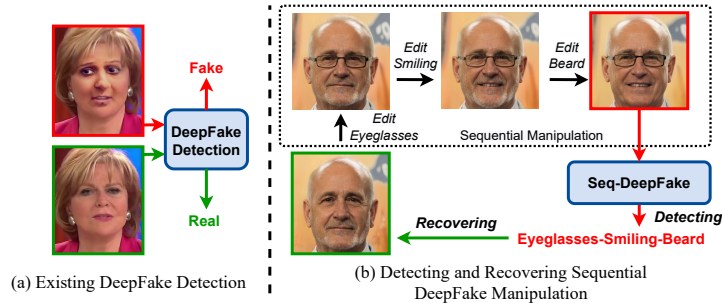 Fake
DeepFake
Detection
Real
(a) Existing DeepFake Detection
Edit
Smiling
Edit
Beard
Edit
Eyeglasses
Sequential Manipulation
Seq-DeepFake
Detecting
Recovering
Eyeglasses-Smiling-Beard
(b) Detecting and Recovering Sequential
DeepFake Manipulation